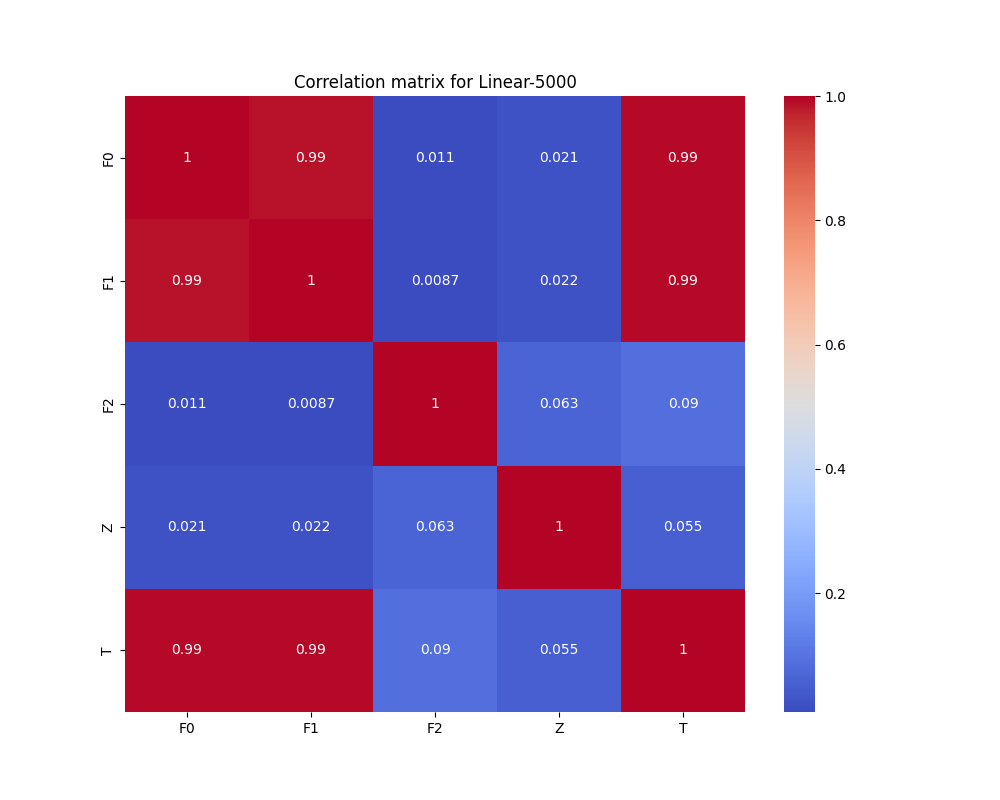 Correlation matrix for Linear-5000
F0 1 0.99 0.011 0.021 0.99
F1 0.99 1 0.0087 0.022 0.99
F2 0.011 0.0087 1 0.063 0.09
Z 0.021 0.022 0.063 1 0.055
T 0.99 0.99 0.09 0.055 1
F0 F1 F2 Z T
1.0
0.8
0.6
0.4
0.2